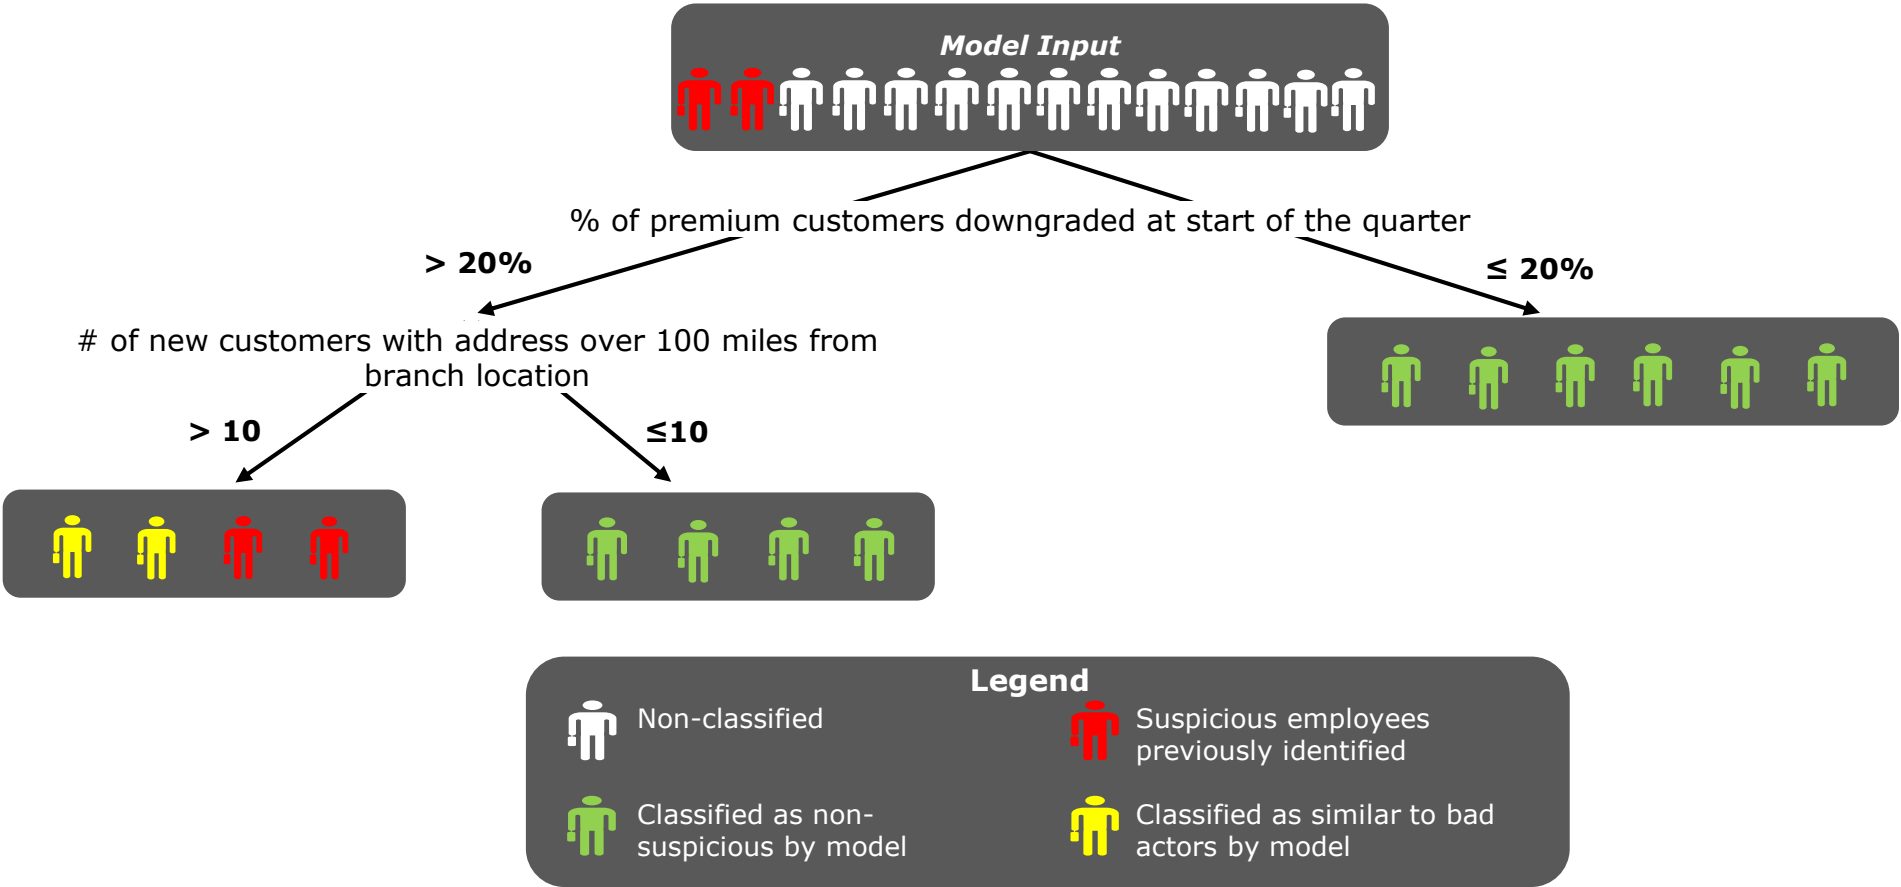 Model Input
% of premium customers downgraded at start of the quarter
> 20%
≤ 20%
# of new customers with address over 100 miles from
branch location
> 10
≤10
Legend
Non-classified
Suspicious employees
previously identified
Classified as non-
suspicious by model
Classified as similar to bad
actors by model